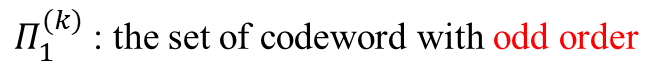 𝛱₁⁽ᵏ⁾ : the set of codeword with odd order